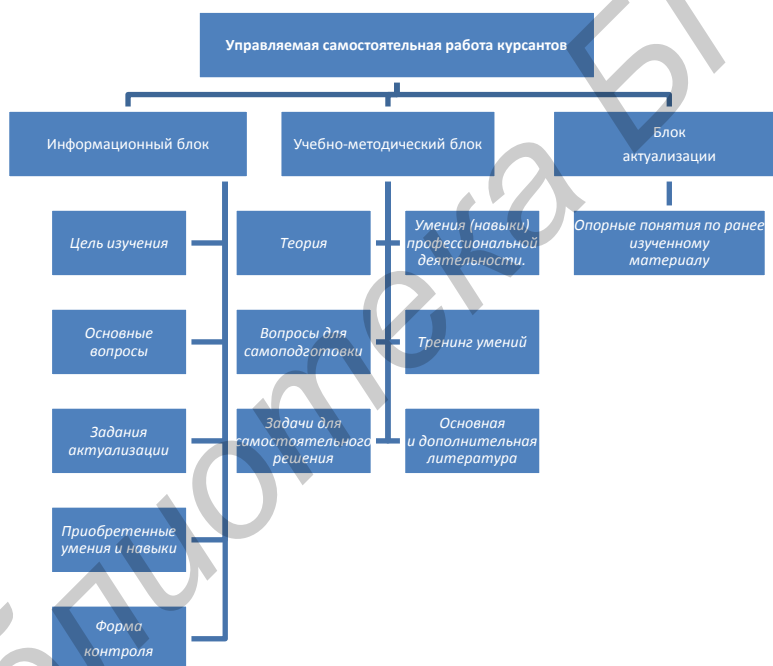 Управляемая самостоятельная работа курсантов
Информационный блок
Учебно-методический блок
Блок
актуализации
Цель изучения
Основные
вопросы
Задания
актуализации
Приобретенные
умения и навыки
Форма
контроля
Теория
Вопросы для
самоподготовки
Задачи для
самостоятельного
решения
Умения (навыки)
профессиональной
деятельности.
Тренинг умений
Основная
и дополнительная
литература
Опорные понятия по ранее
изученному
материалу